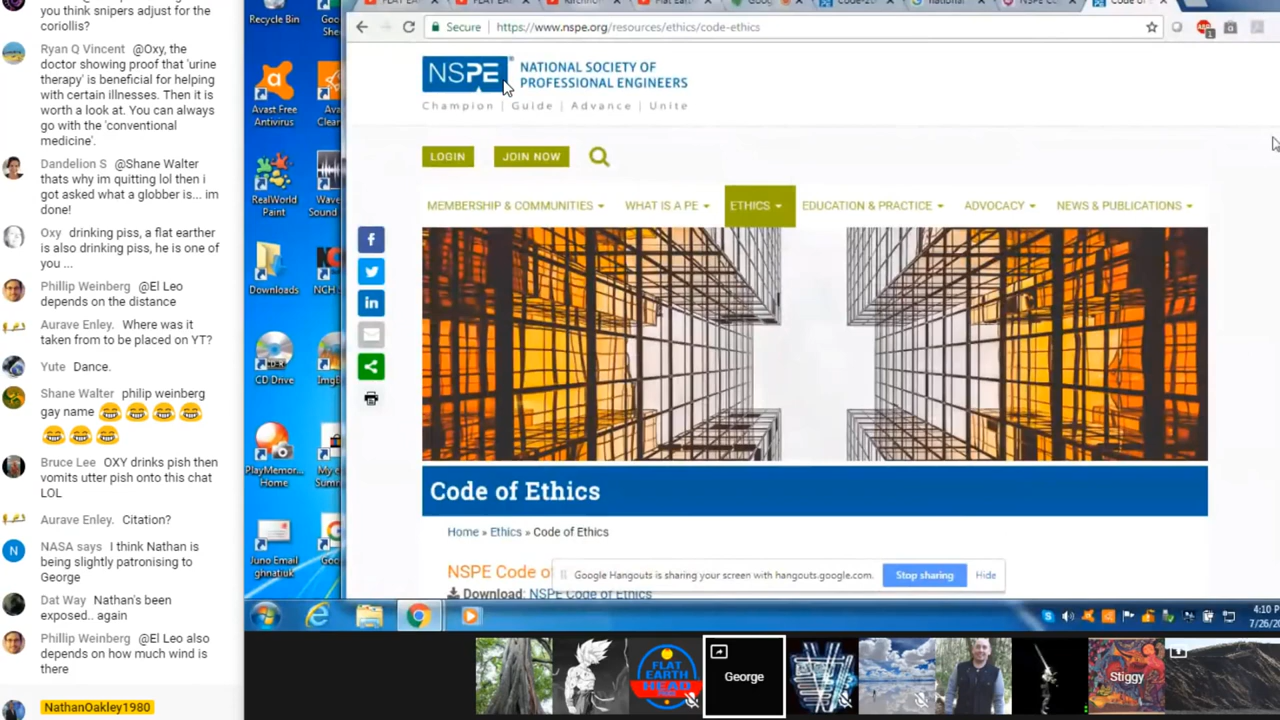 you think snipers adjust for the
coriollis?
Ryan Q Vincent @Oxy, the
doctor showing proof that 'urine
therapy' is beneficial for helping
with certain illnesses. Then it is
worth a look at. You can always
go with the 'conventional
medicine'.
Dandelion S @Shane Walter
thats why im quitting lol then i
got asked what a globber is... im
done!
Oxy drinking piss, a flat earther
is also drinking piss, he is one of
you ...
Phillip Weinberg @El Leo
depends on the distance
Aurave Enley. Where was it
taken from to be placed on YT?
Yute Dance.
Shane Walter philip weinberg
gay name
Bruce Lee OXY drinks pish then
vomits utter pish onto this chat
LOL
Aurave Enley. Citation?
NASA says I think Nathan is
being slightly patronising to
George
Dat Way Nathan's been
exposed.. again
Phillip Weinberg @El Leo also
depends on how much wind is
there
NathanOakley1980
N
Recycle Bin
Avast Free
Antivirus
RealWorld
Paint
Downloads
CD Drive
PlayMemor...
Home
Juno Email
ghnatiuk
Secure
https://www.nspe.org/resources/ethics/code-ethics
NSPE
NATIONAL SOCIETY OF
PROFESSIONAL ENGINEERS
Champion | Guide | Advance | Unite
LOGIN
JOIN NOW
MEMBERSHIP & COMMUNITIES
WHAT IS A PE
ETHICS
EDUCATION & PRACTICE
ADVOCACY
NEWS & PUBLICATIONS
Code of Ethics
Home » Ethics » Code of Ethics
NSPE Code o
Download: NSPE Code of Ethics
Google Hangouts is sharing your screen with hangouts.google.com.
Stop sharing
Hide
4:10 P
7/26/20
FLAT
EARTH
HEAD
George
Stiggy